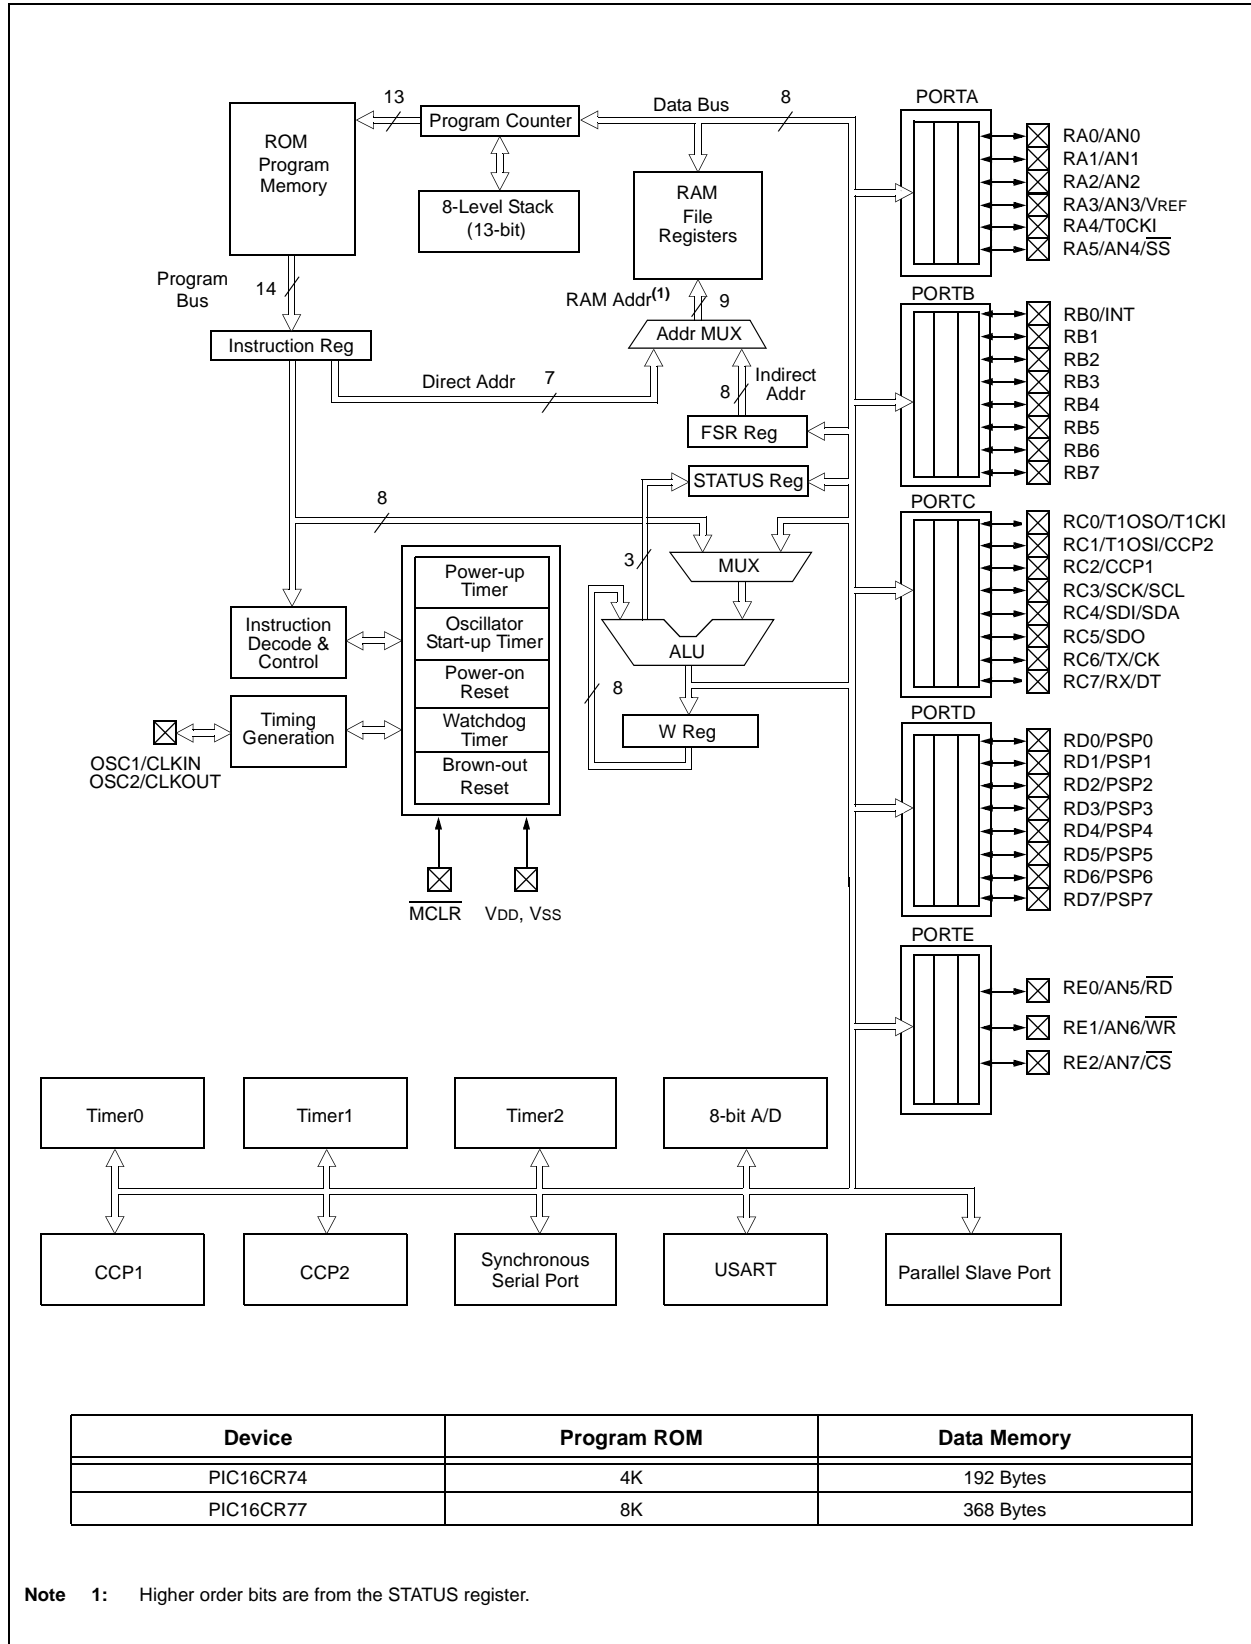 13
Program Counter
Data Bus
8
PORTA
ROM
Program
Memory
8-Level Stack
(13-bit)
RAM
File
Registers
RA0/AN0
RA1/AN1
RA2/AN2
RA3/AN3/VREF
RA4/T0CKI
RA5/AN4/SS
Program
Bus
14
RAM Addr(1)
9
PORTB
Instruction Reg
Addr MUX
Direct Addr
7
8
Indirect
Addr
FSR Reg
RB0/INT
RB1
RB2
RB3
RB4
RB5
RB6
RB7
STATUS Reg
8
3
MUX
PORTC
RC0/T1OSO/T1CKI
RC1/T1OSI/CCP2
RC2/CCP1
RC3/SCK/SCL
RC4/SDI/SDA
RC5/SDO
RC6/TX/CK
RC7/RX/DT
Power-up
Timer
Oscillator
Start-up Timer
Power-on
Reset
Watchdog
Timer
Brown-out
Reset
Instruction
Decode &
Control
Timing
Generation
OSC1/CLKIN
OSC2/CLKOUT
ALU
8
W Reg
MCLR
VDD, VSS
PORTD
RD0/PSP0
RD1/PSP1
RD2/PSP2
RD3/PSP3
RD4/PSP4
RD5/PSP5
RD6/PSP6
RD7/PSP7
PORTE
RE0/AN5/RD
RE1/AN6/WR
RE2/AN7/CS
Timer0
Timer1
Timer2
8-bit A/D
CCP1
CCP2
Synchronous
Serial Port
USART
Parallel Slave Port
Device Program ROM Data Memory
PIC16CR74 4K 192 Bytes
PIC16CR77 8K 368 Bytes
Note 1: Higher order bits are from the STATUS register.